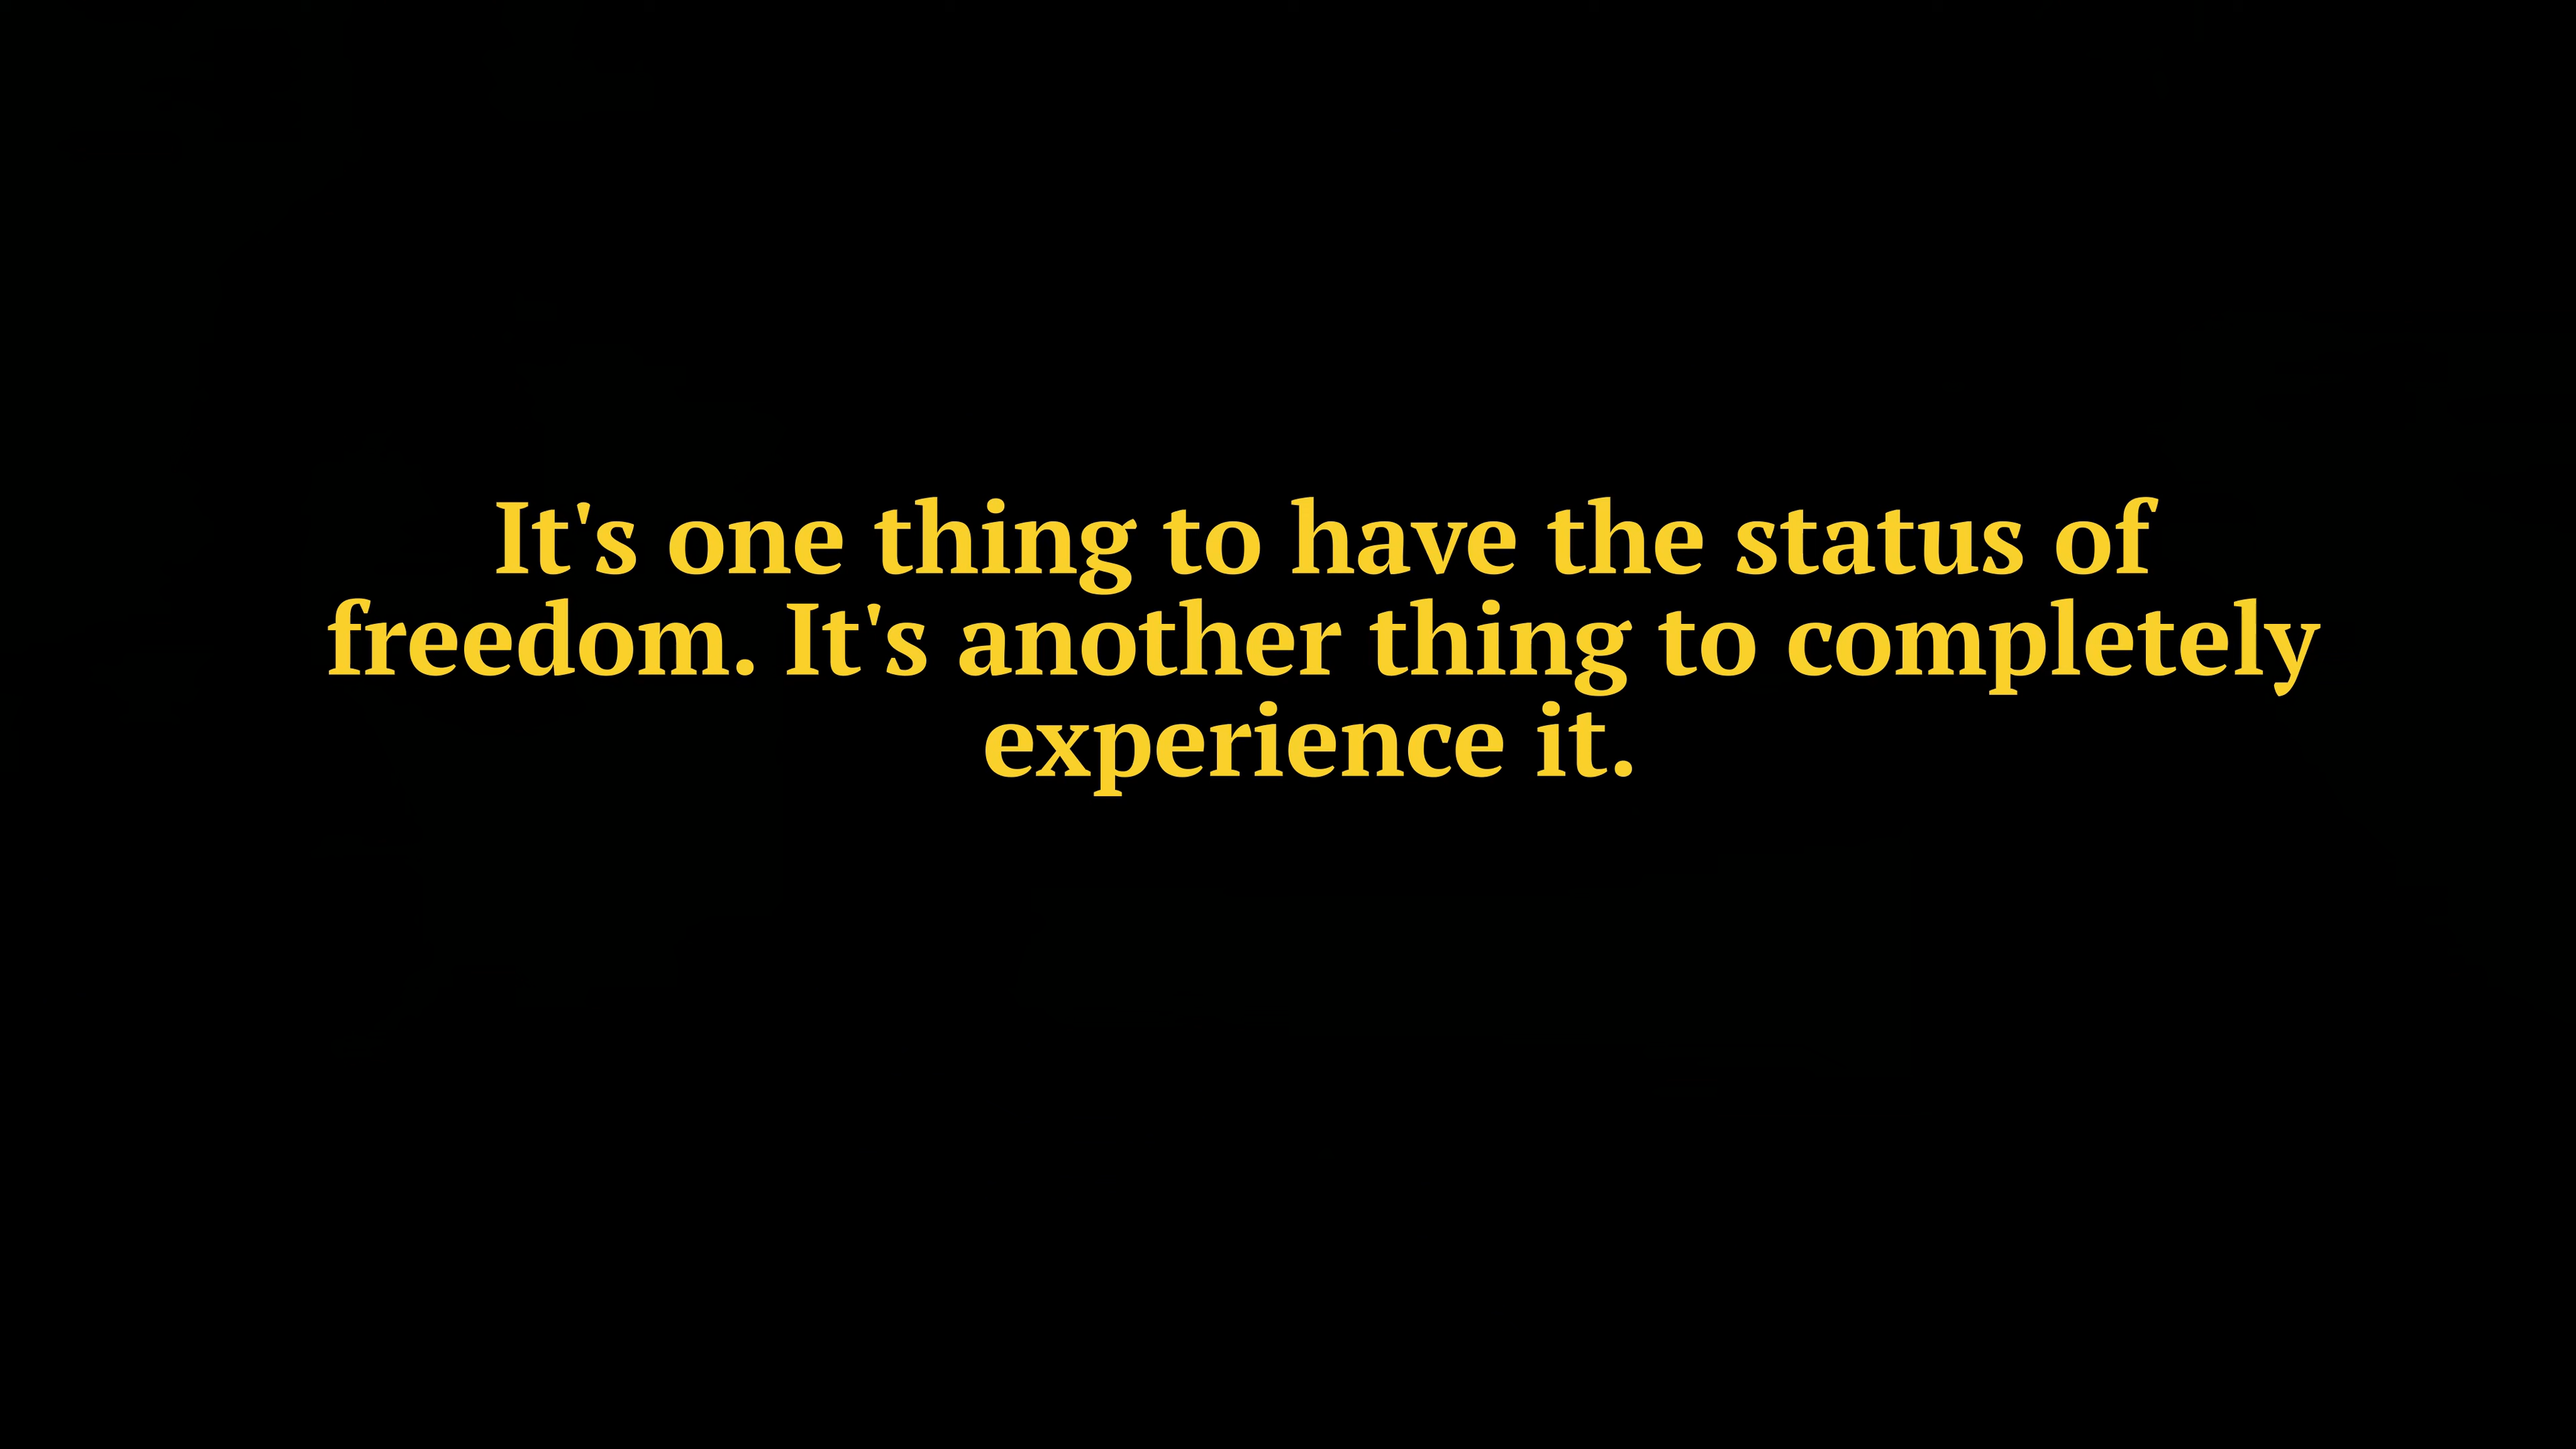 It's one thing to have the status of
freedom. It's another thing to completely
experience it.